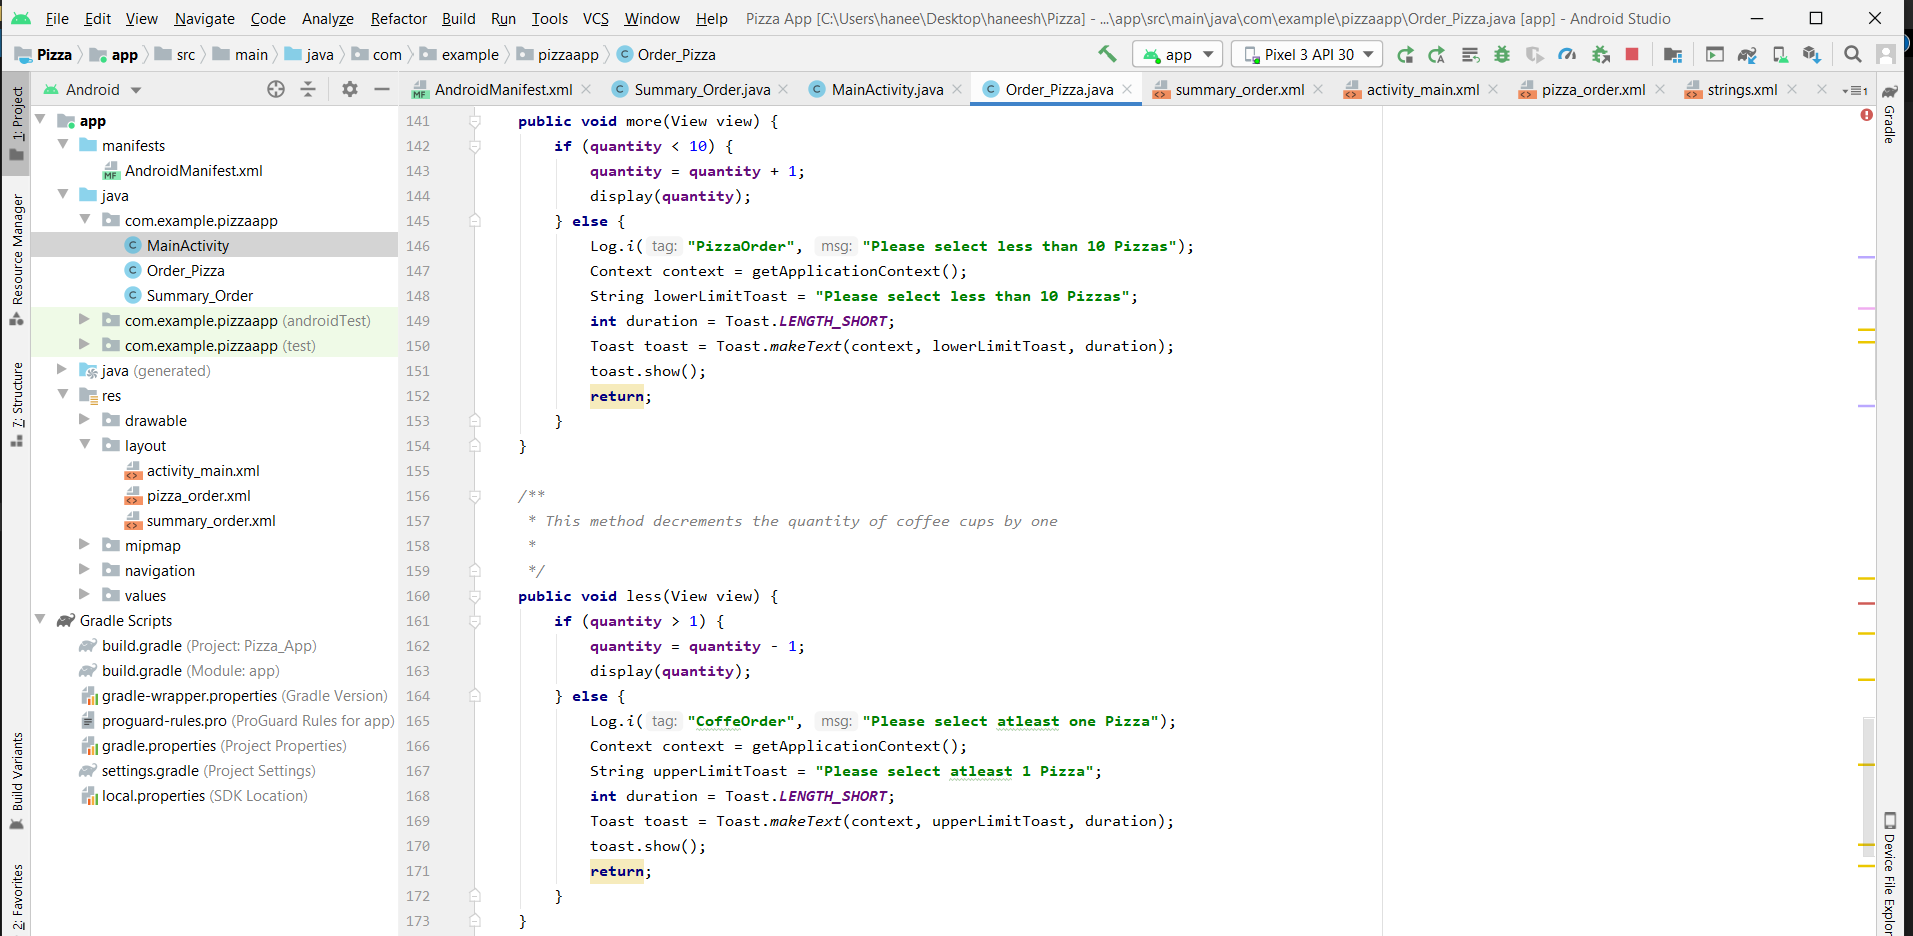 File Edit View Navigate Code Analyze Refactor Build Run Tools VCS Window Help Pizza App [C:\Users\hanee\Desktop\haneesh\Pizza] - ...\app\src\main\java\com\example\pizzaapp\Order_Pizza.java [app] - Android Studio
Pizza app src main java com example pizzaapp Order_Pizza app Pixel 3 API 30
Android
AndroidManifest.xml Summary_Order.java MainActivity.java Order_Pizza.java summary_order.xml activity_main.xml pizza_order.xml strings.xml 1
1: Project
Resource Manager
7: Structure
Build Variants
2: Favorites
app
manifests
AndroidManifest.xml
java
com.example.pizzaapp
MainActivity
Order_Pizza
Summary_Order
com.example.pizzaapp (androidTest)
com.example.pizzaapp (test)
java (generated)
res
drawable
layout
activity_main.xml
pizza_order.xml
summary_order.xml
mipmap
navigation
values
Gradle Scripts
build.gradle (Project: Pizza_App)
build.gradle (Module: app)
gradle-wrapper.properties (Gradle Version)
proguard-rules.pro (ProGuard Rules for app)
gradle.properties (Project Properties)
settings.gradle (Project Settings)
local.properties (SDK Location)
141 public void more(View view) {
142 if (quantity < 10) {
143 quantity = quantity + 1;
144 display(quantity);
145 } else {
146 Log.i( tag: "PizzaOrder", msg: "Please select less than 10 Pizzas");
147 Context context = getApplicationContext();
148 String lowerLimitToast = "Please select less than 10 Pizzas";
149 int duration = Toast.LENGTH_SHORT;
150 Toast toast = Toast.makeText(context, lowerLimitToast, duration);
151 toast.show();
152 return;
153 }
154 }
155
156 /**
157 * This method decrements the quantity of coffee cups by one
158 *
159 */
160 public void less(View view) {
161 if (quantity > 1) {
162 quantity = quantity - 1;
163 display(quantity);
164 } else {
165 Log.i( tag: "CoffeOrder", msg: "Please select atleast one Pizza");
166 Context context = getApplicationContext();
167 String upperLimitToast = "Please select atleast 1 Pizza";
168 int duration = Toast.LENGTH_SHORT;
169 Toast toast = Toast.makeText(context, upperLimitToast, duration);
170 toast.show();
171 return;
172 }
173 }
Gradle
Device File Explor